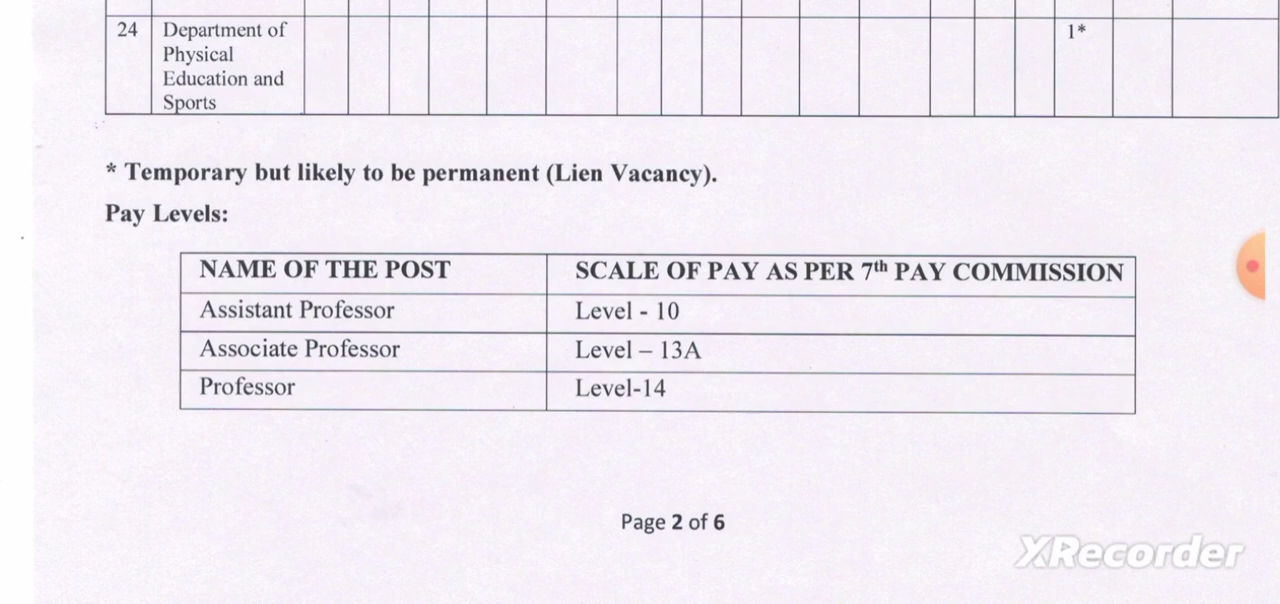 24 Department of 1*
Physical
Education and
Sports
* Temporary but likely to be permanent (Lien Vacancy).
Pay Levels:
NAME OF THE POST SCALE OF PAY AS PER 7th PAY COMMISSION
Assistant Professor Level - 10
Associate Professor Level – 13A
Professor Level-14
Page 2 of 6
XRecorder